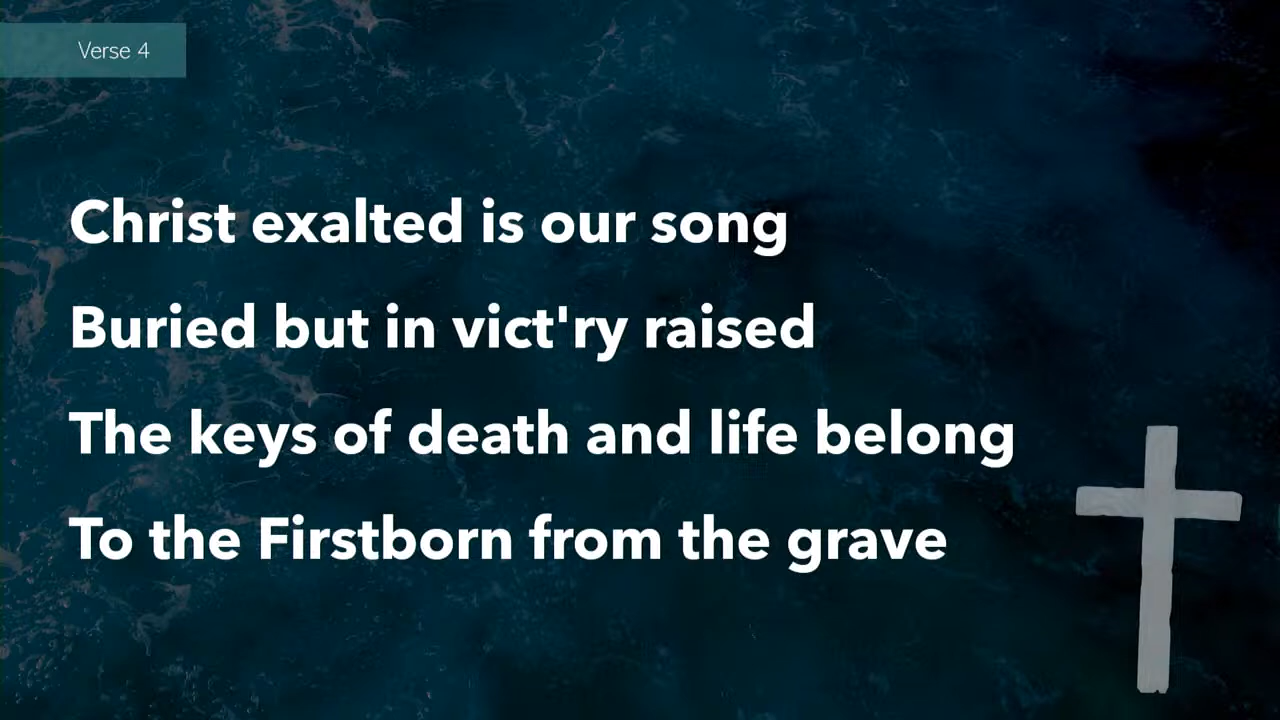 Verse 4
Christ exalted is our song
Buried but in vict'ry raised
The keys of death and life belong
To the Firstborn from the grave